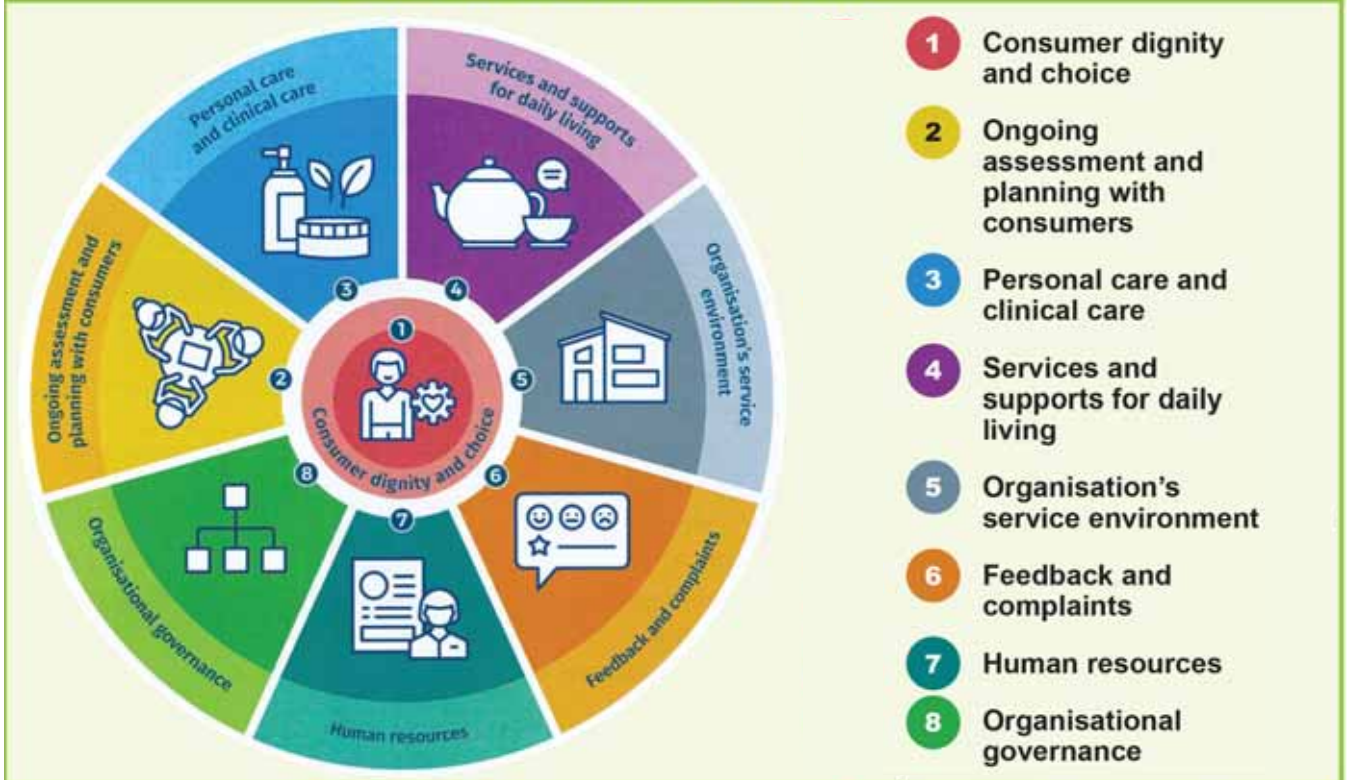 Personal care
and clinical care
Services and supports
for daily living
Ongoing assessment and
planning with consumers
Organisation's service
environment
3
4
1
2
5
Consumer dignity and choice
8
6
7
Organisational governance
Feedback and complaints
Human resources
1 Consumer dignity
and choice
2 Ongoing
assessment and
planning with
consumers
3 Personal care and
clinical care
4 Services and
supports for daily
living
5 Organisation's
service environment
6 Feedback and
complaints
7 Human resources
8 Organisational
governance